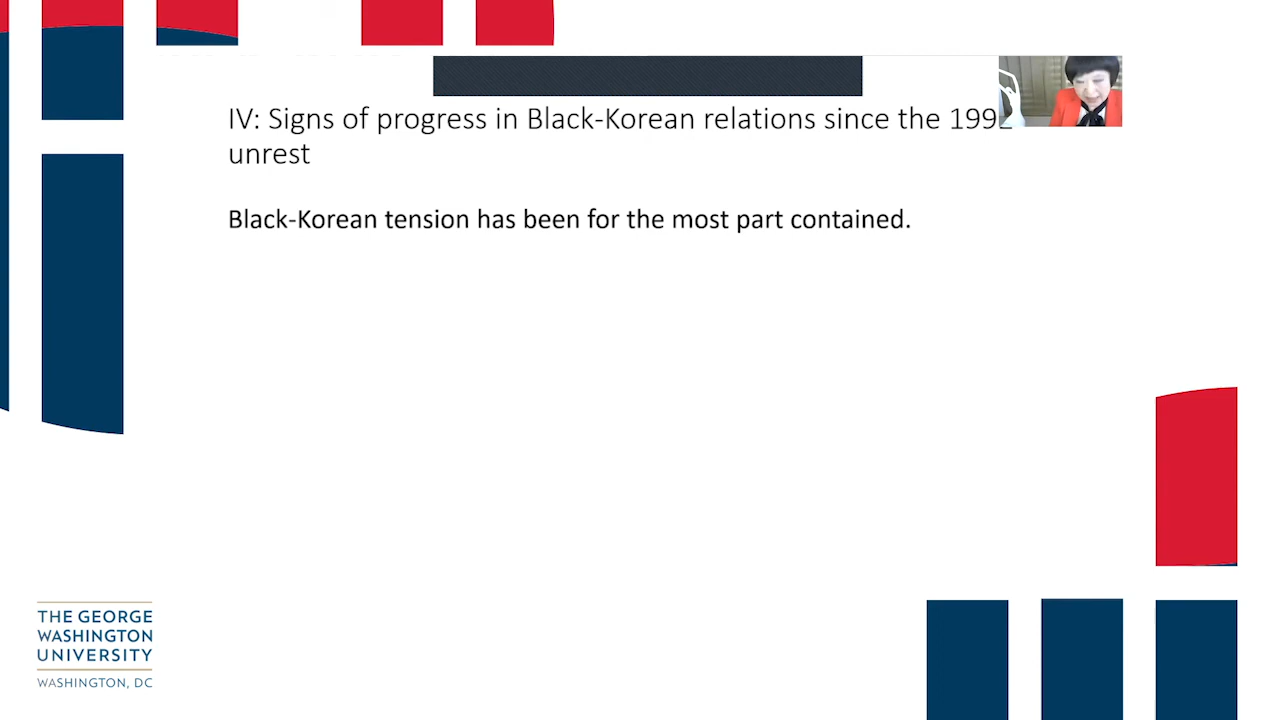 IV: Signs of progress in Black-Korean relations since the 1992
unrest
Black-Korean tension has been for the most part contained.
THE GEORGE
WASHINGTON
UNIVERSITY
WASHINGTON, DC